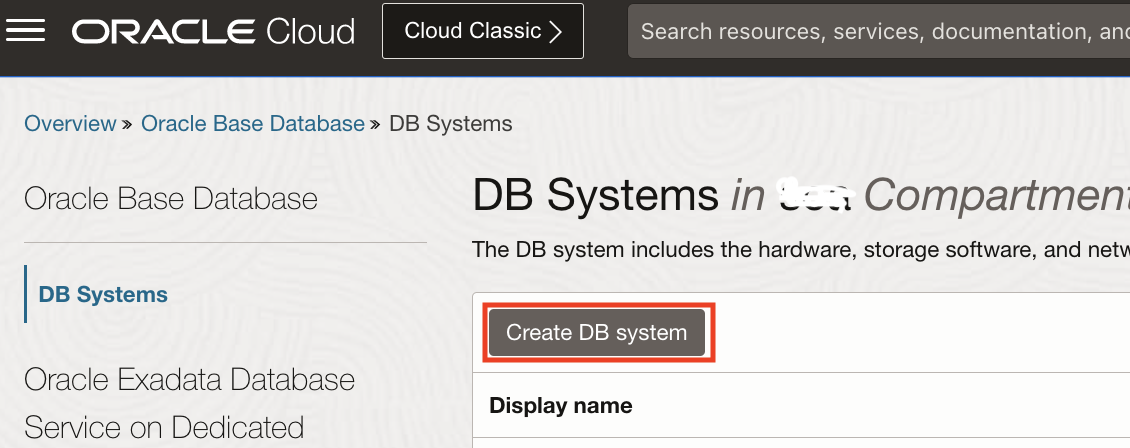 ORACLE Cloud
Cloud Classic >
Search resources, services, documentation, and
Overview » Oracle Base Database » DB Systems
Oracle Base Database
DB Systems in Compartment
The DB system includes the hardware, storage software, and netw
DB Systems
Create DB system
Oracle Exadata Database
Service on Dedicated
Display name